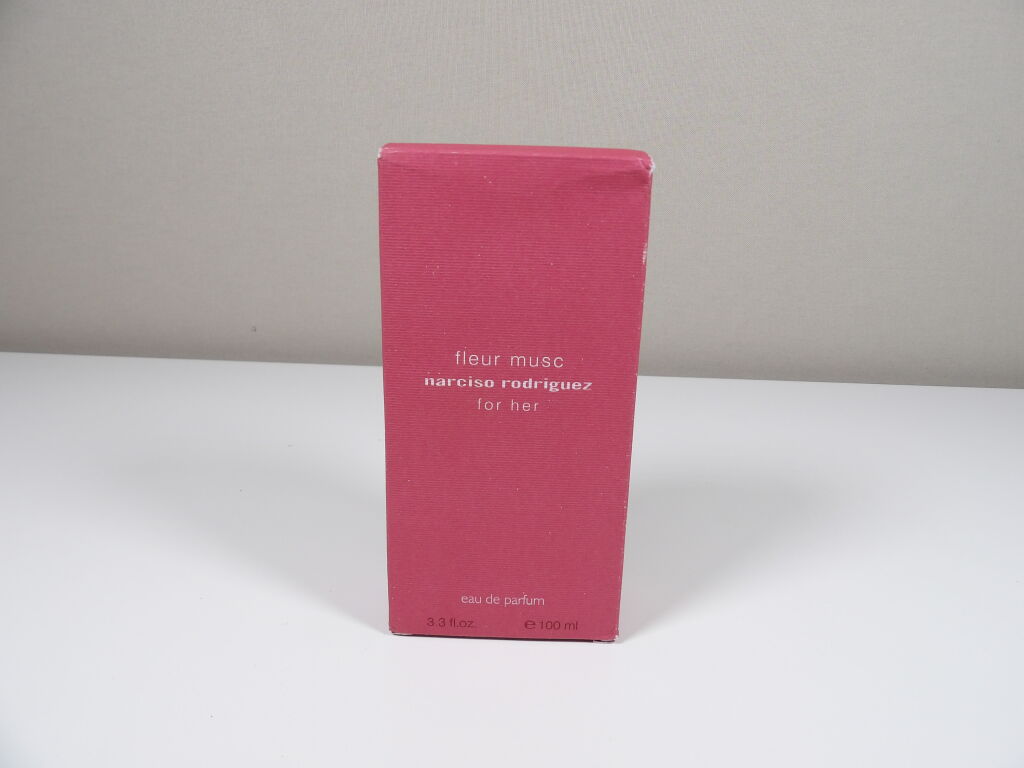 fleur musc
narciso rodriguez
for her
eau de parfum
3.3 fl.oz. ℮ 100 ml